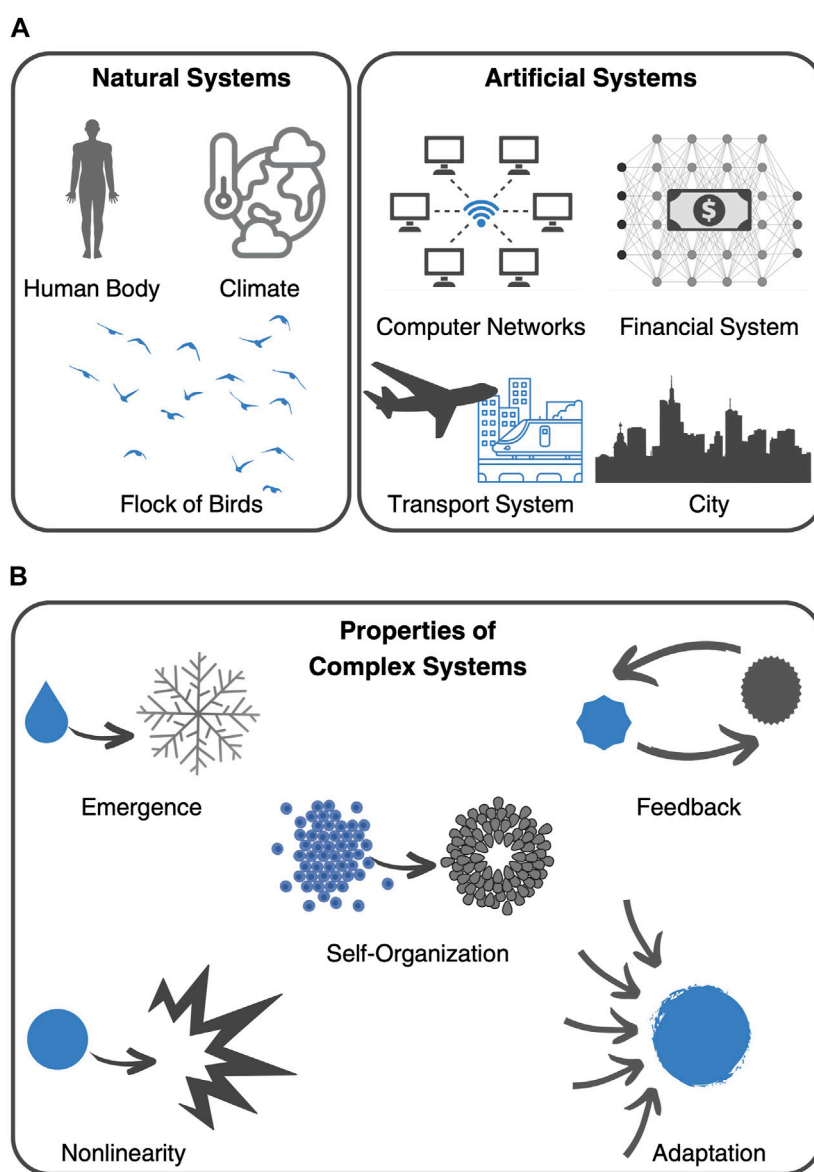 A
Natural Systems
Human Body
Climate
Flock of Birds
Artificial Systems
Computer Networks
$
Financial System
Transport System
City
B
Properties of
Complex Systems
Emergence
Feedback
Self-Organization
Nonlinearity
Adaptation